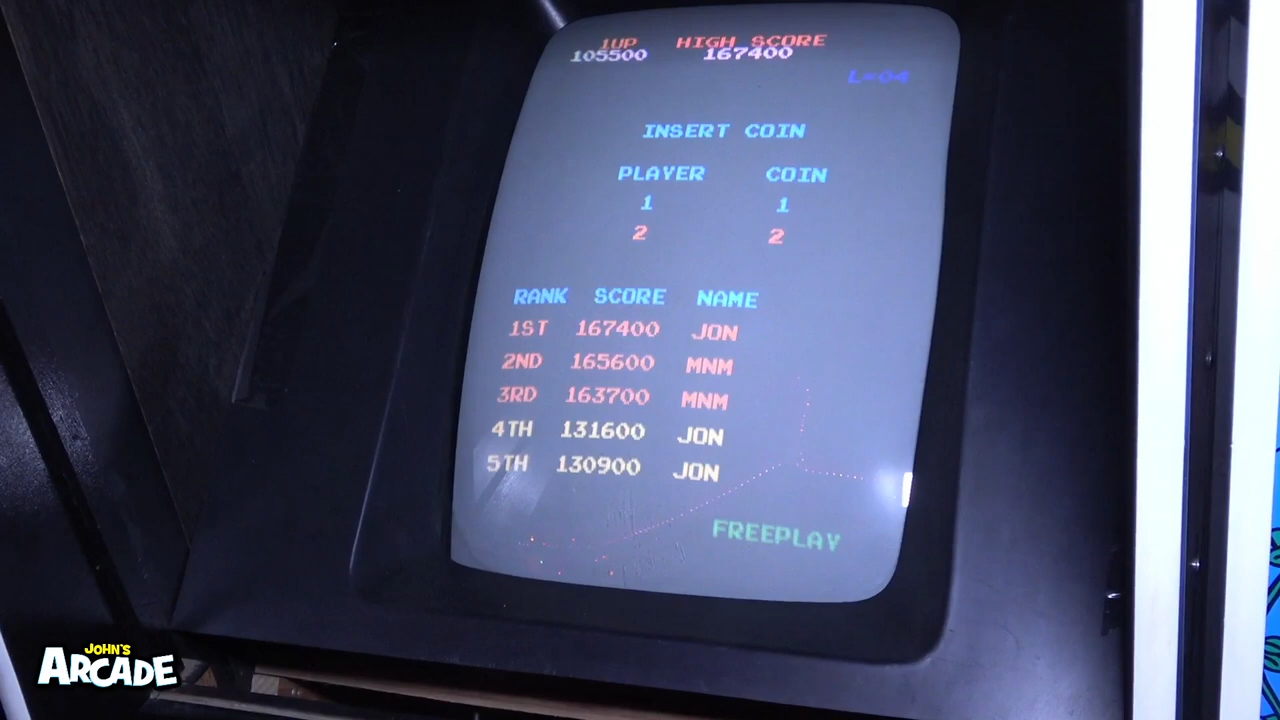 1UP HIGH SCORE
105500 167400
L=04
INSERT COIN
PLAYER COIN
1 1
2 2
RANK SCORE NAME
1ST 167400 JON
2ND 165600 MNM
3RD 163700 MNM
4TH 131600 JON
5TH 130900 JON
FREEPLAY
JOHN'S
ARCADE